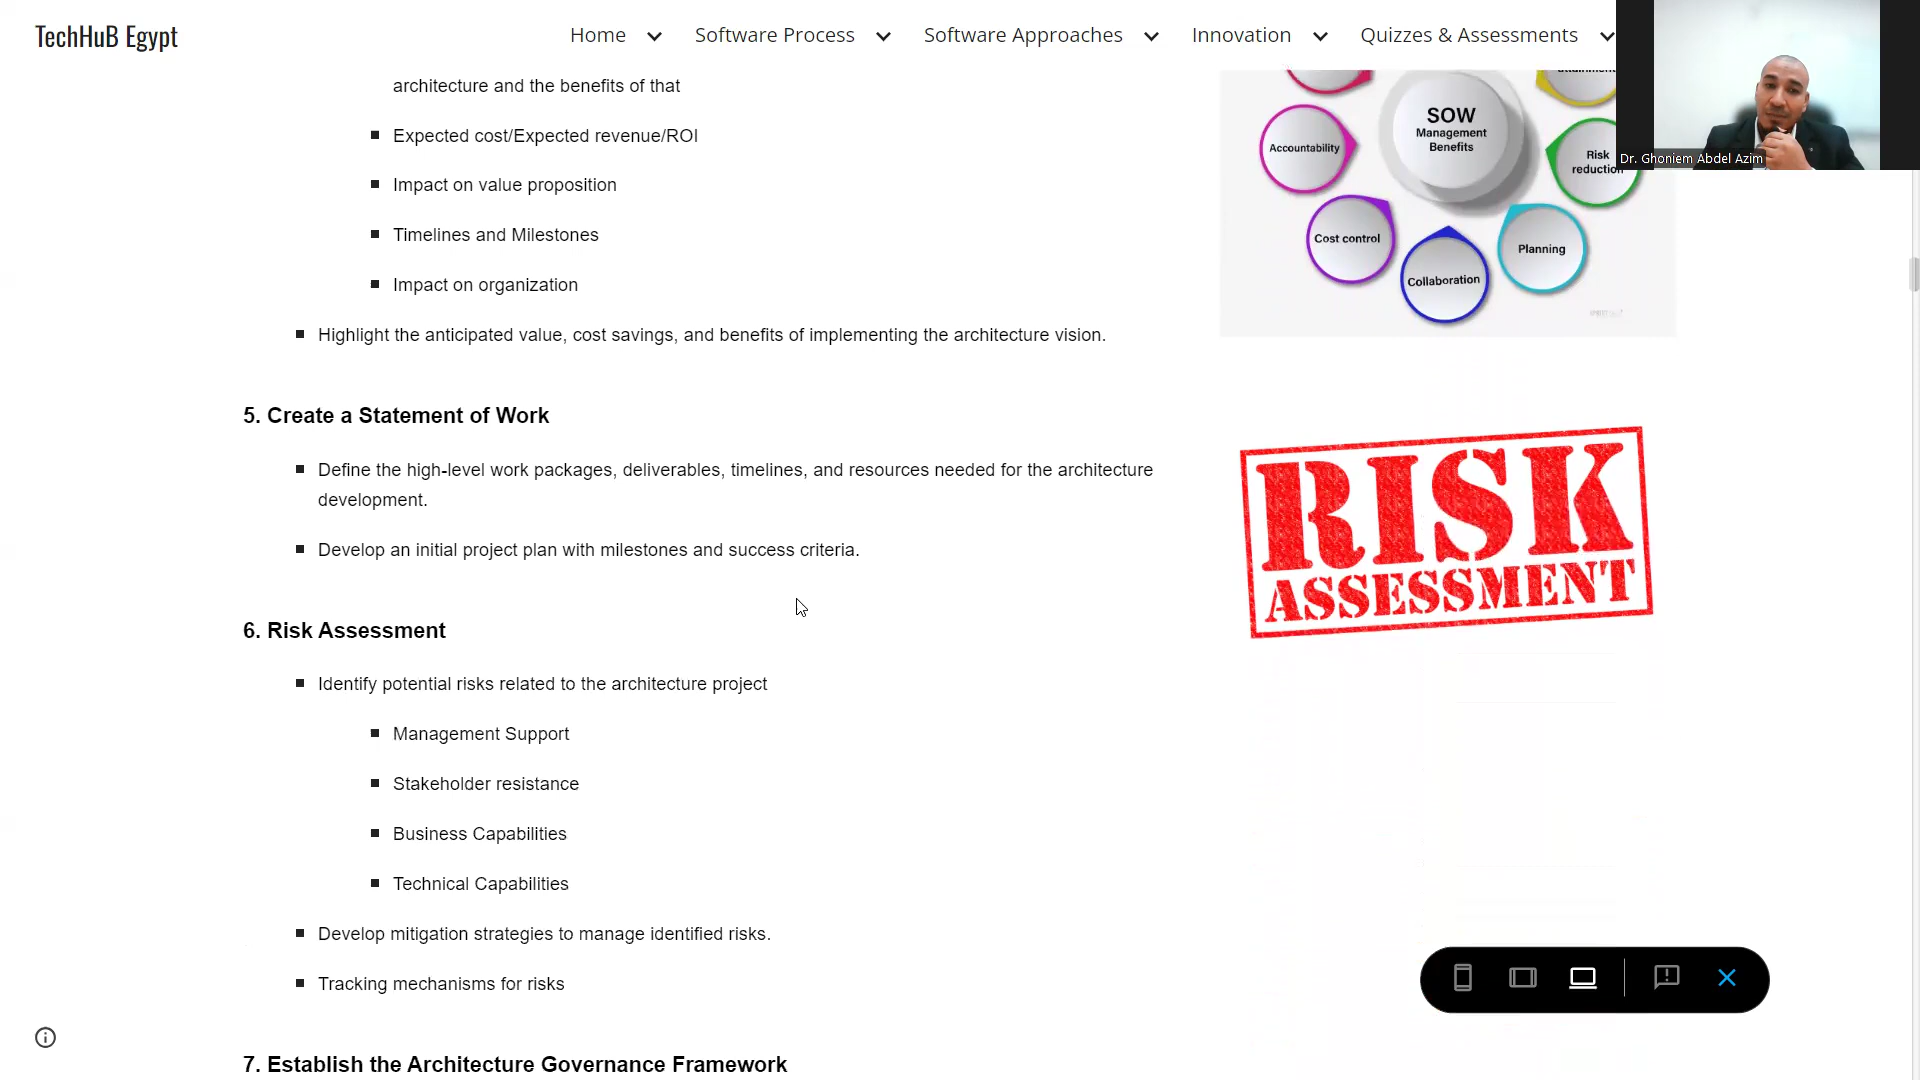 TechHuB Egypt
Home
Software Process
Software Approaches
Innovation
Quizzes & Assessments
architecture and the benefits of that
Expected cost/Expected revenue/ROI
Impact on value proposition
Timelines and Milestones
Impact on organization
Highlight the anticipated value, cost savings, and benefits of implementing the architecture vision.
5. Create a Statement of Work
Define the high-level work packages, deliverables, timelines, and resources needed for the architecture
development.
Develop an initial project plan with milestones and success criteria.
6. Risk Assessment
Identify potential risks related to the architecture project
Management Support
Stakeholder resistance
Business Capabilities
Technical Capabilities
Develop mitigation strategies to manage identified risks.
Tracking mechanisms for risks
7. Establish the Architecture Governance Framework
SOW
Management
Benefits
Accountability
Risk
reduction
Cost control
Planning
Collaboration
Dr. Ghoniem Abdel Azim
RISK
ASSESSMENT